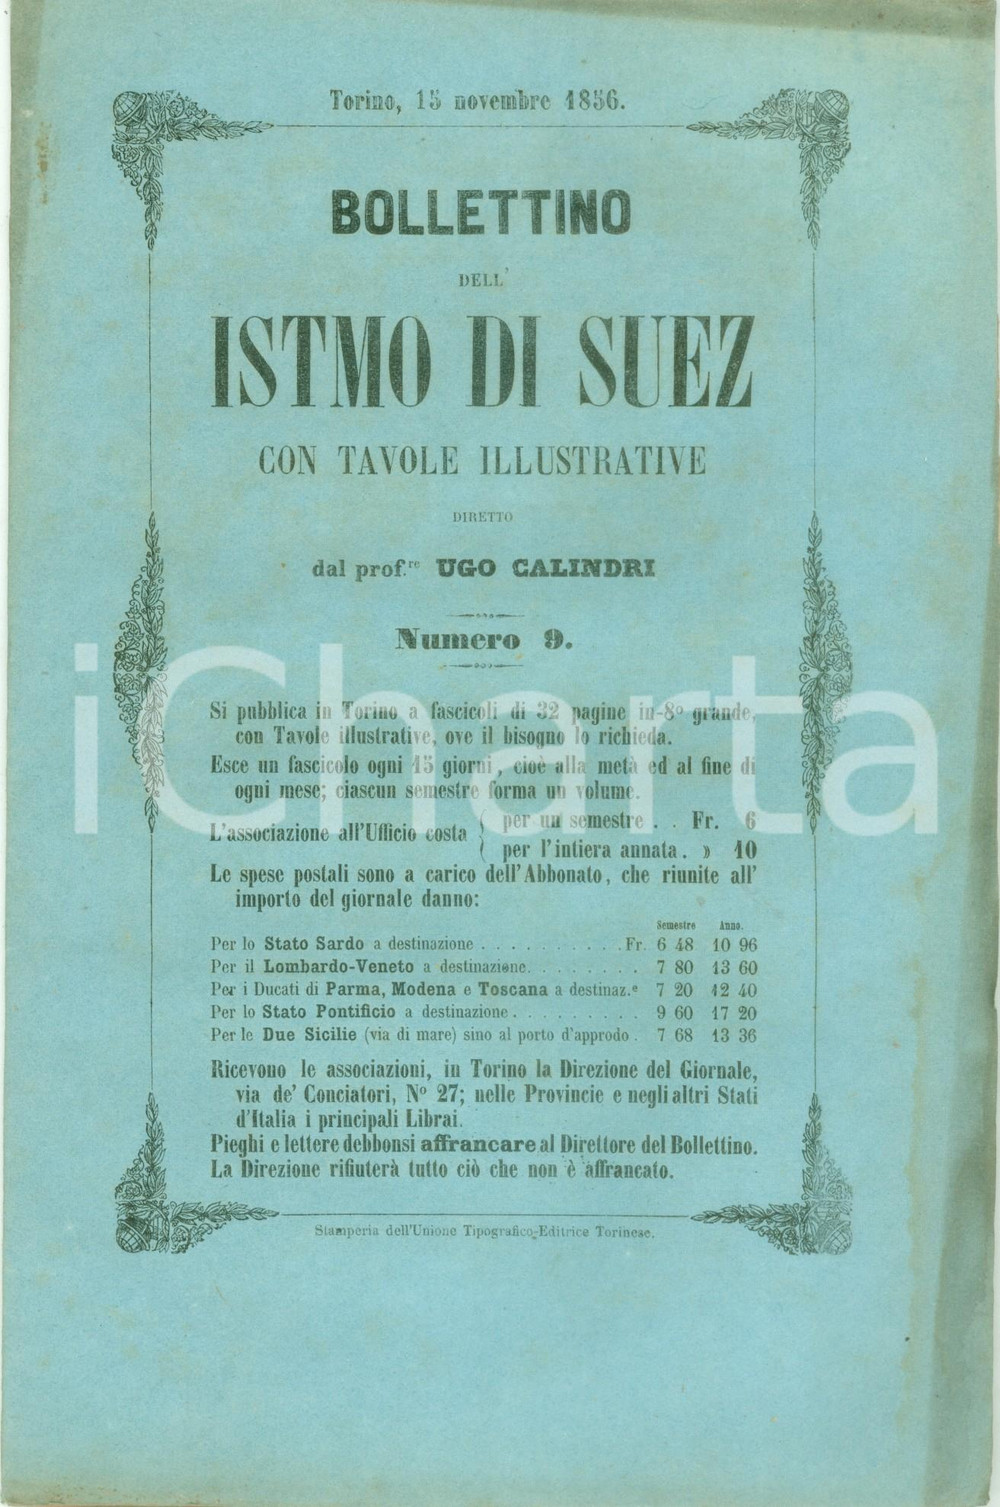 Torino, 15 novembre 1856.
BOLLETTINO
DELL'
ISTMO DI SUEZ
CON TAVOLE ILLUSTRATIVE
DIRETTO
dal prof.re UGO CALINDRI
Numero 9.
Si pubblica in Torino a fascicoli di 32 pagine in-8o grande,
con Tavole illustrative, ove il bisogno lo richieda.
Esce un fascicolo ogni 15 giorni, cioè alla metà ed al fine di
ogni mese; ciascun semestre forma un volume.
L'associazione all'Ufficio costa { per un semestre . . Fr. 6
per l'intiera annata. » 10
Le spese postali sono a carico dell'Abbonato, che riunite all'
importo del giornale danno:
Semestre Anno.
Per lo Stato Sardo a destinazione . . . . . . . . . . Fr. 6 48 10 96
Per il Lombardo-Veneto a destinazione. . . . . . . . 7 80 13 60
Per i Ducati di Parma, Modena e Toscana a destinaz.e 7 20 12 40
Per lo Stato Pontificio a destinazione . . . . . . . . . 9 60 17 20
Per le Due Sicilie (via di mare) sino al porto d'approdo . 7 68 13 36
Ricevono le associazioni, in Torino la Direzione del Giornale,
via de' Conciatori, No 27; nelle Provincie e negli altri Stati
d'Italia i principali Librai.
Pieghi e lettere debbonsi affrancare al Direttore del Bollettino.
La Direzione rifiuterà tutto ciò che non è affrancato.
Stamperia dell'Unione Tipografico-Editrice Torinese.
iCharta